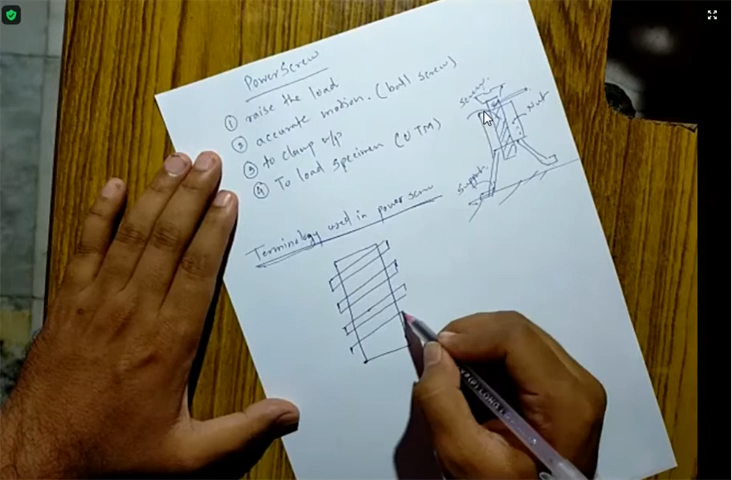 Power Screw
① raise the load
② accurate motion. (ball screw)
③ to clamp w/p
④ To load specimen (UTM)
Screw.
Nut
Support.
Terminology used in power screw